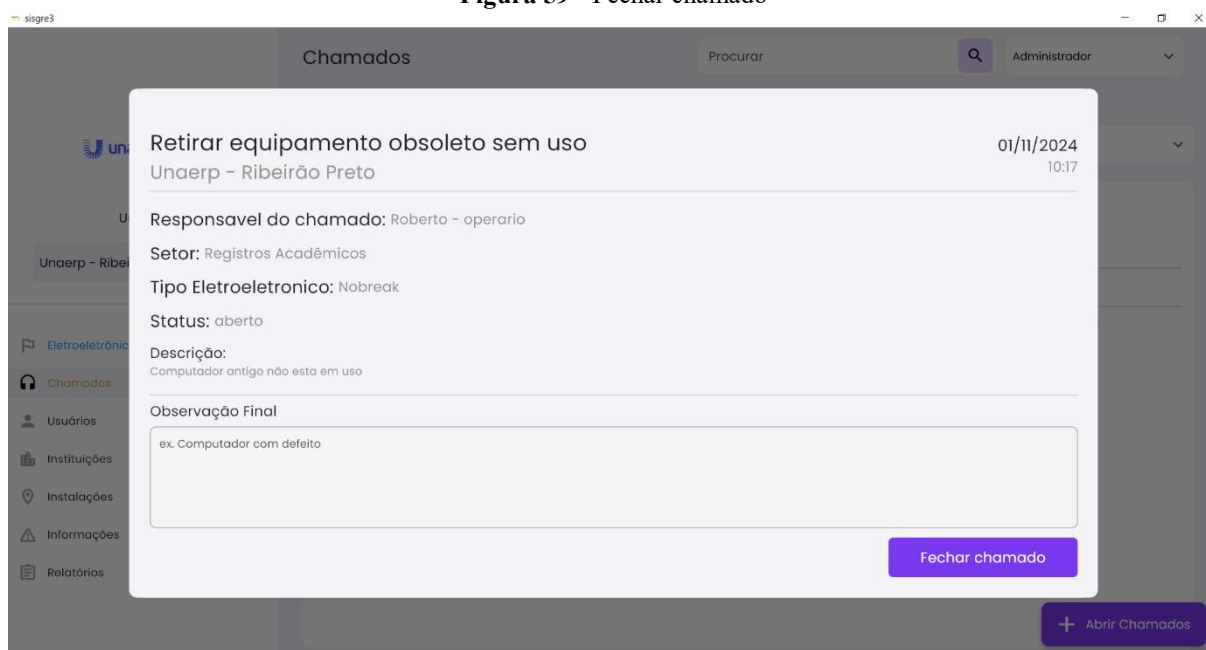 Figura 39 - Fechar chamado
sisgre3
Chamados
Procurar
Administrador
una
U
Unaerp - Ribei
Eletroeletrônic
Chamados
Usuários
Instituições
Instalações
Informações
Relatórios
Retirar equipamento obsoleto sem uso
01/11/2024
Unaerp - Ribeirão Preto
10:17
Responsavel do chamado: Roberto - operario
Setor: Registros Acadêmicos
Tipo Eletroeletronico: Nobreak
Status: aberto
Descrição:
Computador antigo não esta em uso
Observação Final
ex. Computador com defeito
Fechar chamado
+ Abrir Chamados